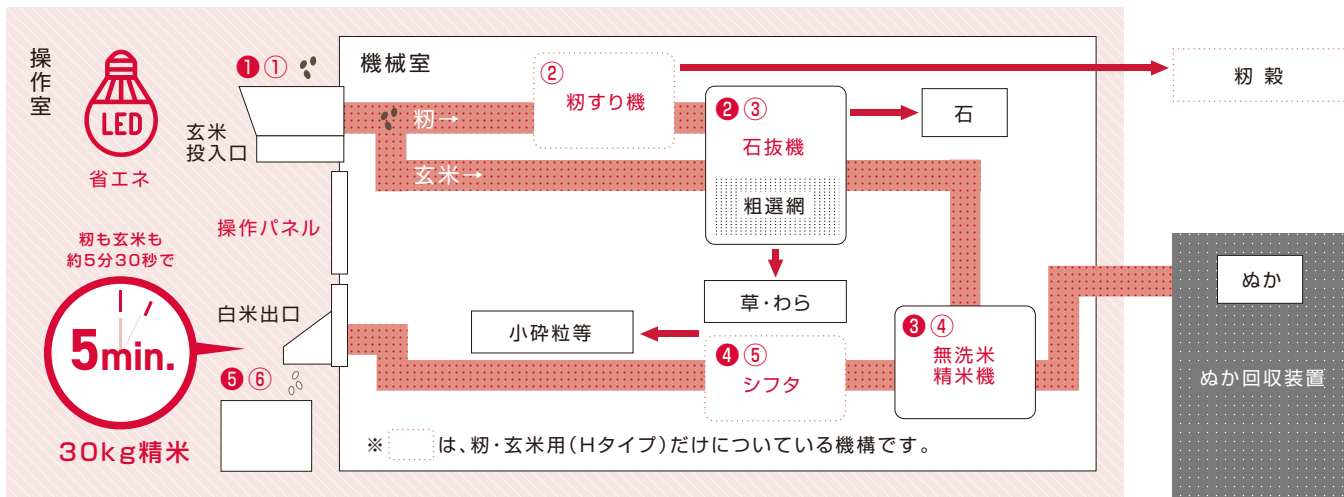 操作室
LED
省エネ
❶①
玄米
投入口
操作パネル
籾も玄米も
約5分30秒で
5min.
30kg精米
白米出口
❺⑥
機械室
籾→
玄米→
②
籾すり機
❷③
石抜機
粗選網
石
籾穀
草・わら
小砕粒等
❹⑤
シフタ
❸④
無洗米
精米機
ぬか
ぬか回収装置
※ は、籾・玄米用(Hタイプ)だけについている機構です。